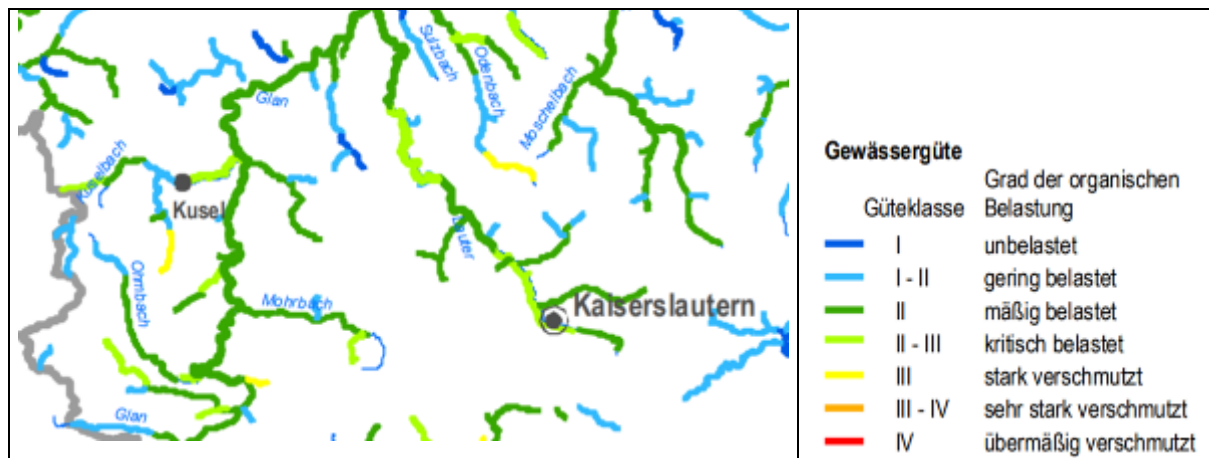 Sulzbach
Odenbach
Glan
Moschelbach
Kuselbach
Kusel
Lauter
Ohmbach
Mohrbach
Kaiserslautern
Glan
Gewässergüte
Grad der organischen
Güteklasse Belastung
I unbelastet
I - II gering belastet
II mäßig belastet
II - III kritisch belastet
III stark verschmutzt
III - IV sehr stark verschmutzt
IV übermäßig verschmutzt